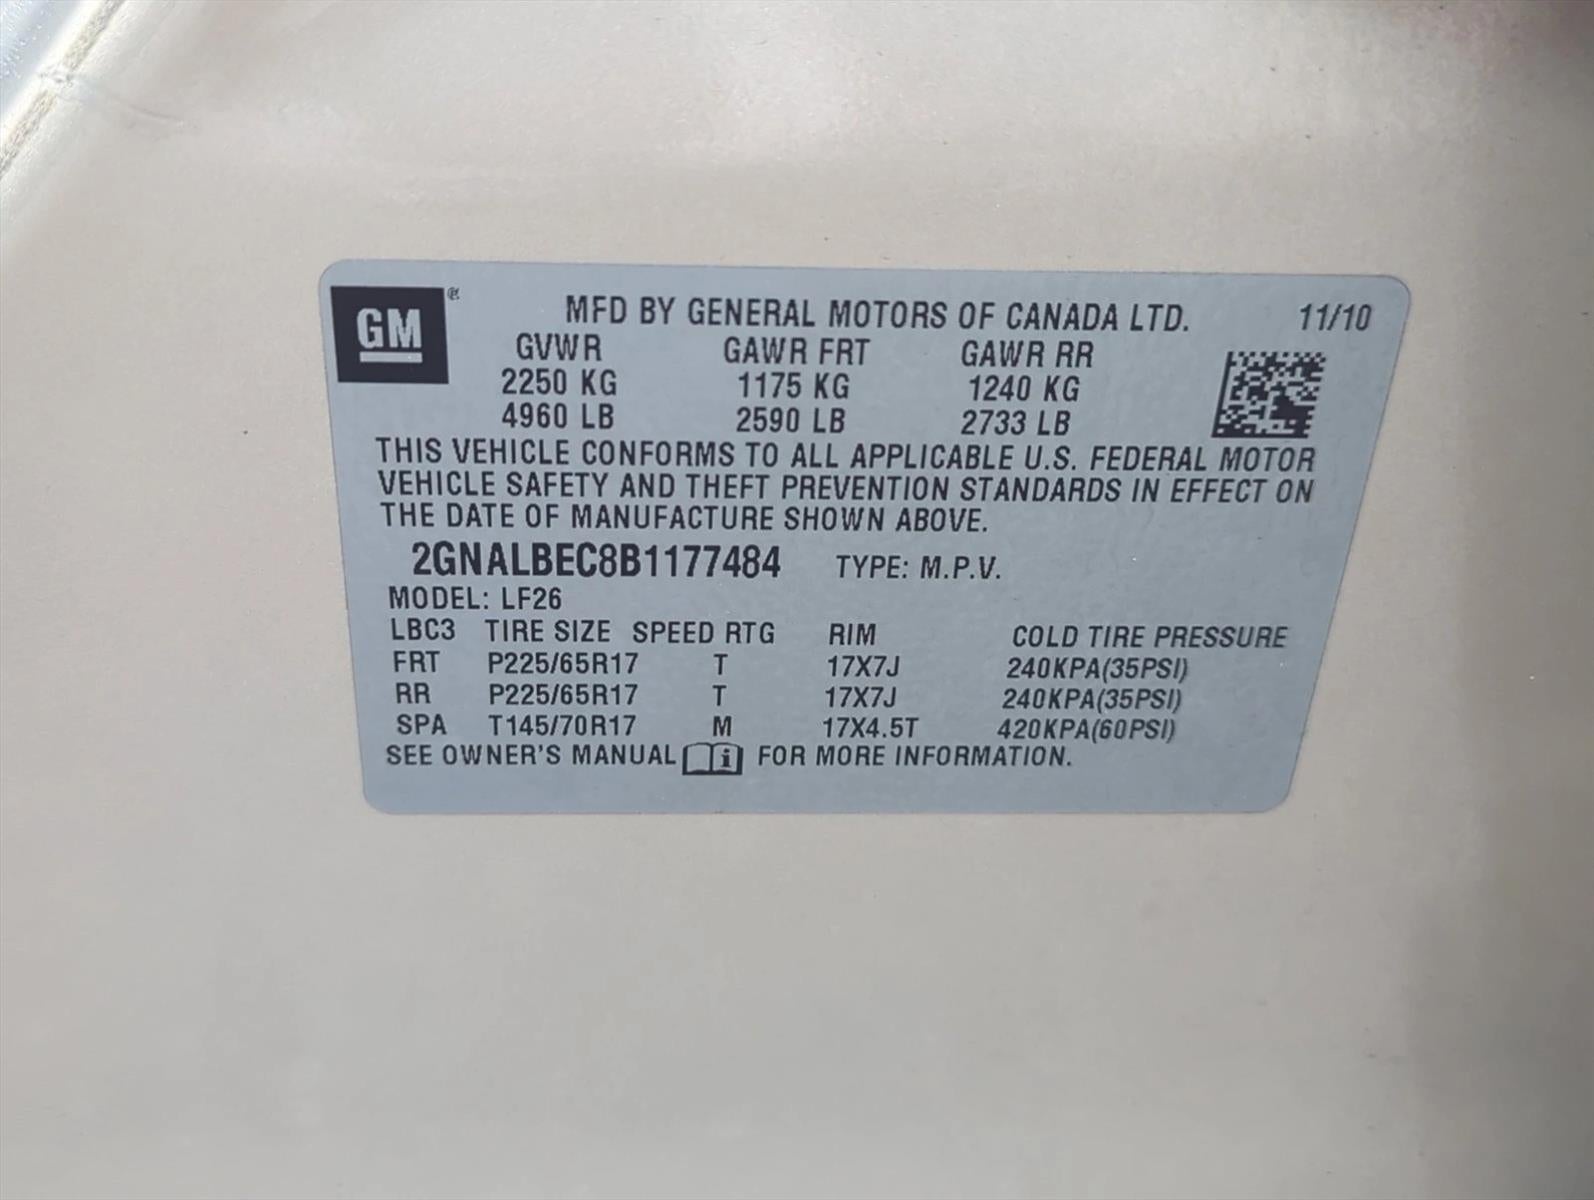 GM® MFD BY GENERAL MOTORS OF CANADA LTD. 11/10
GVWR GAWR FRT GAWR RR
2250 KG 1175 KG 1240 KG
4960 LB 2590 LB 2733 LB
THIS VEHICLE CONFORMS TO ALL APPLICABLE U.S. FEDERAL MOTOR
VEHICLE SAFETY AND THEFT PREVENTION STANDARDS IN EFFECT ON
THE DATE OF MANUFACTURE SHOWN ABOVE.
2GNALBEC8B1177484 TYPE: M.P.V.
MODEL: LF26
LBC3 TIRE SIZE SPEED RTG RIM COLD TIRE PRESSURE
FRT P225/65R17 T 17X7J 240KPA(35PSI)
RR P225/65R17 T 17X7J 240KPA(35PSI)
SPA T145/70R17 M 17X4.5T 420KPA(60PSI)
SEE OWNER'S MANUAL i FOR MORE INFORMATION.